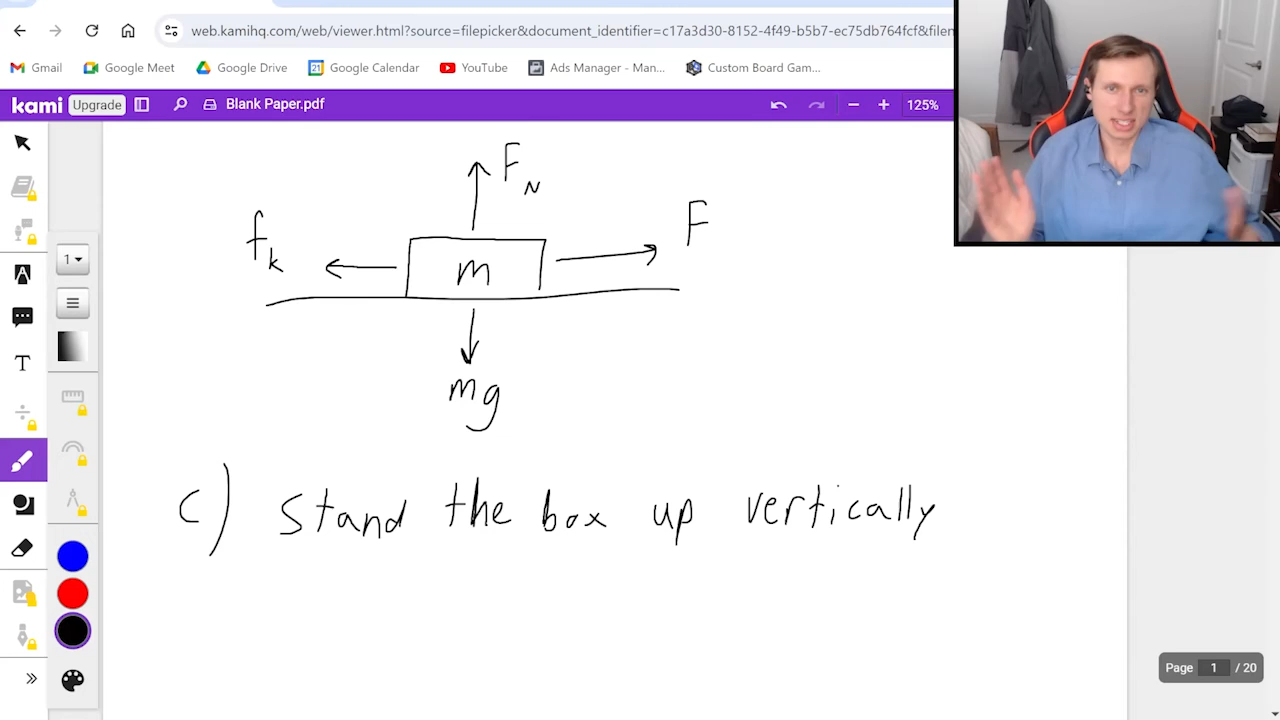 web.kamihq.com/web/viewer.html?source=filepicker&document_identifier=c17a3d30-8152-4f49-b5b7-ec75db764fcf&filen
Gmail Google Meet Google Drive 31 Google Calendar YouTube Ads Manager - Man... Custom Board Gam...
kami Upgrade Blank Paper.pdf 125%
F_N
f_k F
m
mg
1
A
T
c) stand the box up vertically
Page 1 / 20